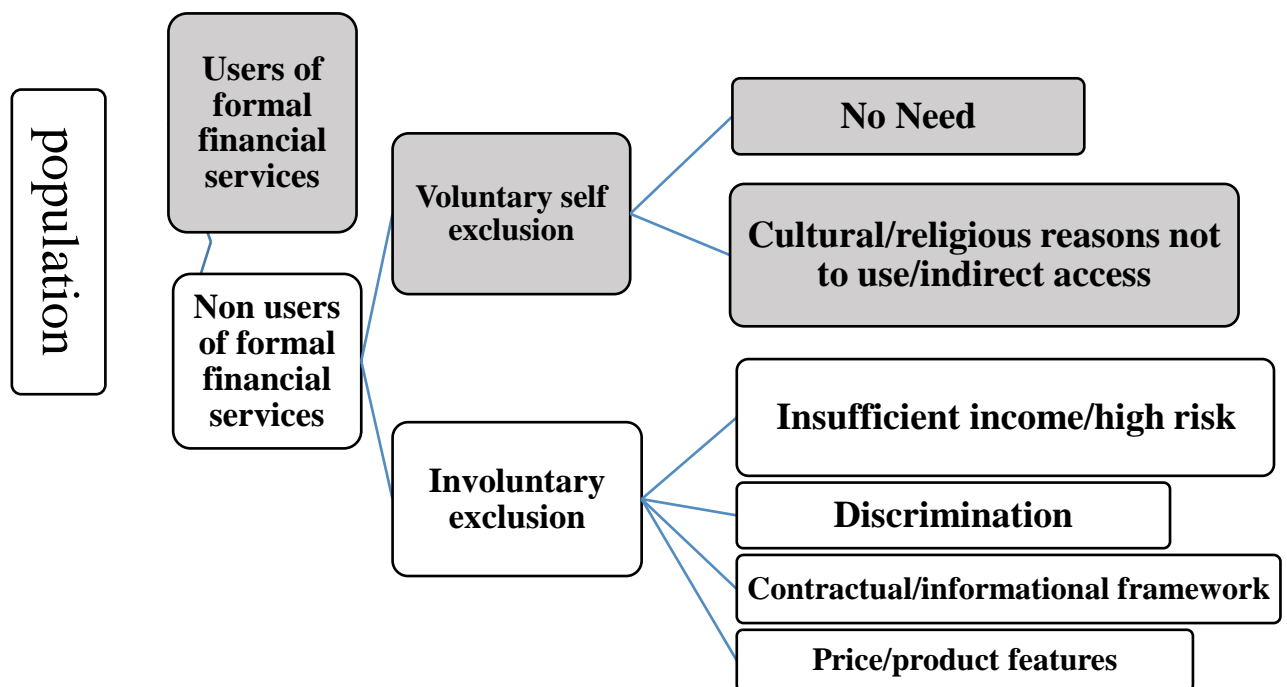 population
Users of
formal
financial
services
Non users
of formal
financial
services
Voluntary self
exclusion
Involuntary
exclusion
No Need
Cultural/religious reasons not
to use/indirect access
Insufficient income/high risk
Discrimination
Contractual/informational framework
Price/product features